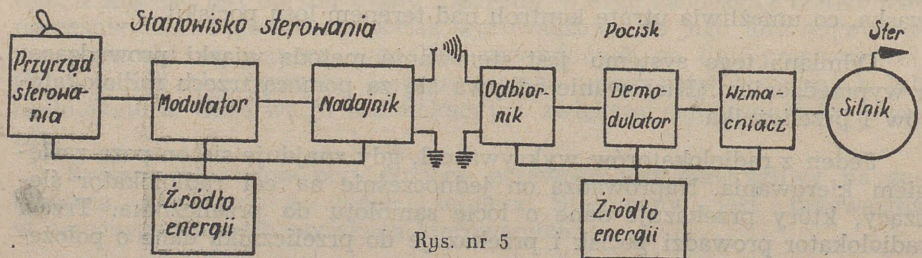 Stanowisko sterowania
Pocisk
Ster
Przyrząd
sterowa-
nia
Modulator
Nadajnik
Odbior-
nik
Demo-
dulator
Wzma-
cniacz
Silnik
Źródło
energii
Zródło
energii
Rys. nr 5